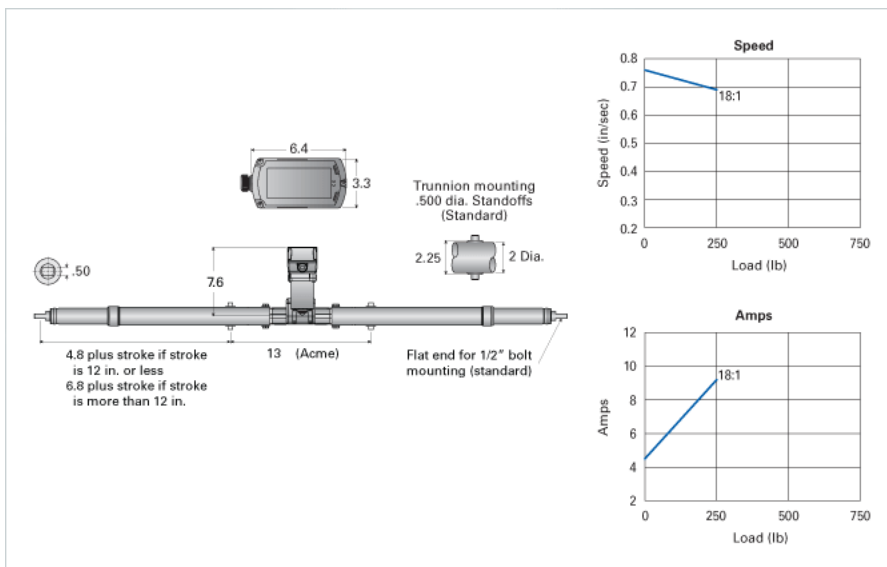 6.4
3.3
Trunnion mounting
.500 dia. Standoffs
(Standard)
2.25
2 Dia.
.50
7.6
4.8 plus stroke if stroke
is 12 in. or less
6.8 plus stroke if stroke
is more than 12 in.
13 (Acme)
Flat end for 1/2" bolt
mounting (standard)
Speed
Speed (in/sec)
0.8
0.7
0.6
0.5
0.4
0.3
0.2
18:1
0 250 500 750
Load (lb)
Amps
Amps
12
10
8
6
4
2
18:1
0 250 500 750
Load (lb)